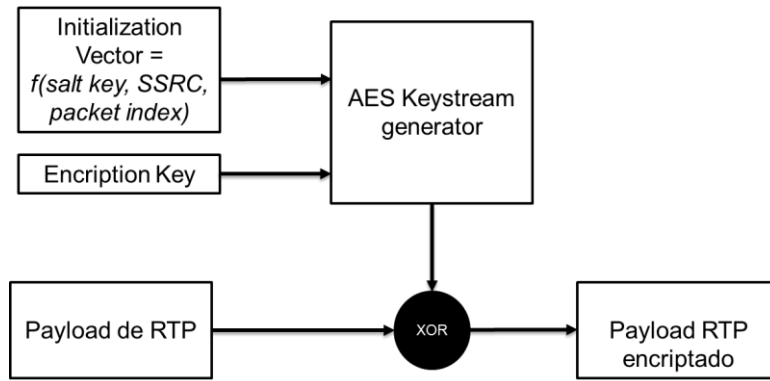 Initialization
Vector =
f(salt key, SSRC,
packet index)
AES Keystream
generator
Encription Key
Payload de RTP
XOR
Payload RTP
encriptado